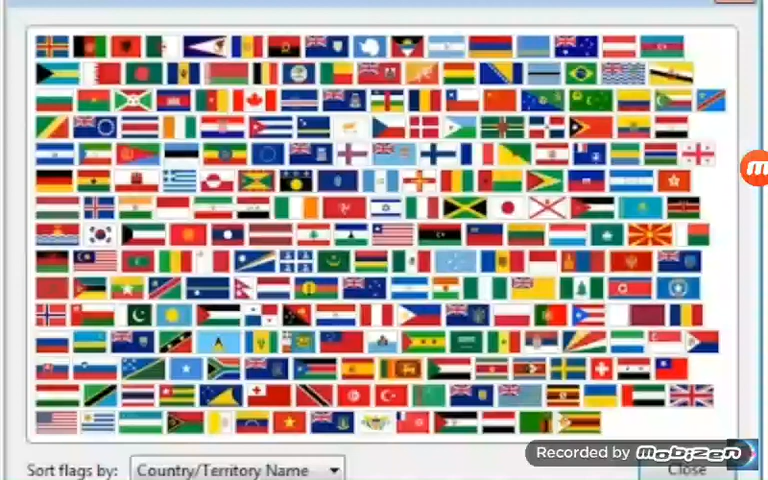 Sort flags by:
Country/Territory Name
Close
Recorded by mobizen
m